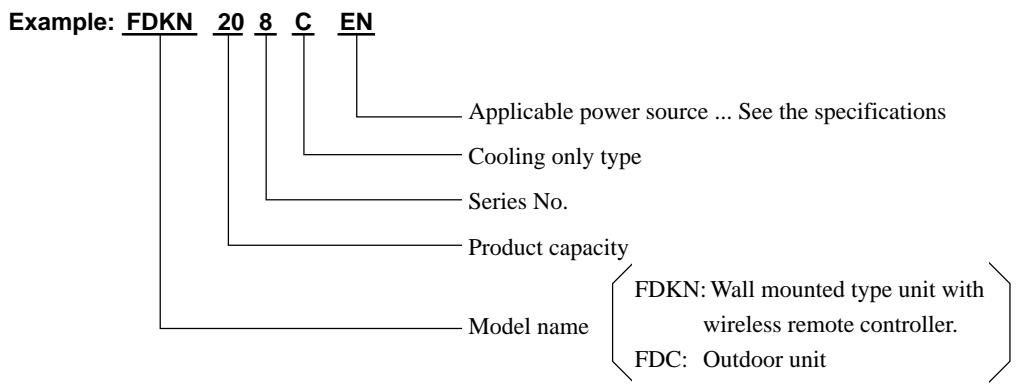 Example: FDKN 20 8 C EN
Applicable power source ... See the specifications
Cooling only type
Series No.
Product capacity
Model name
FDKN: Wall mounted type unit with
wireless remote controller.
FDC: Outdoor unit